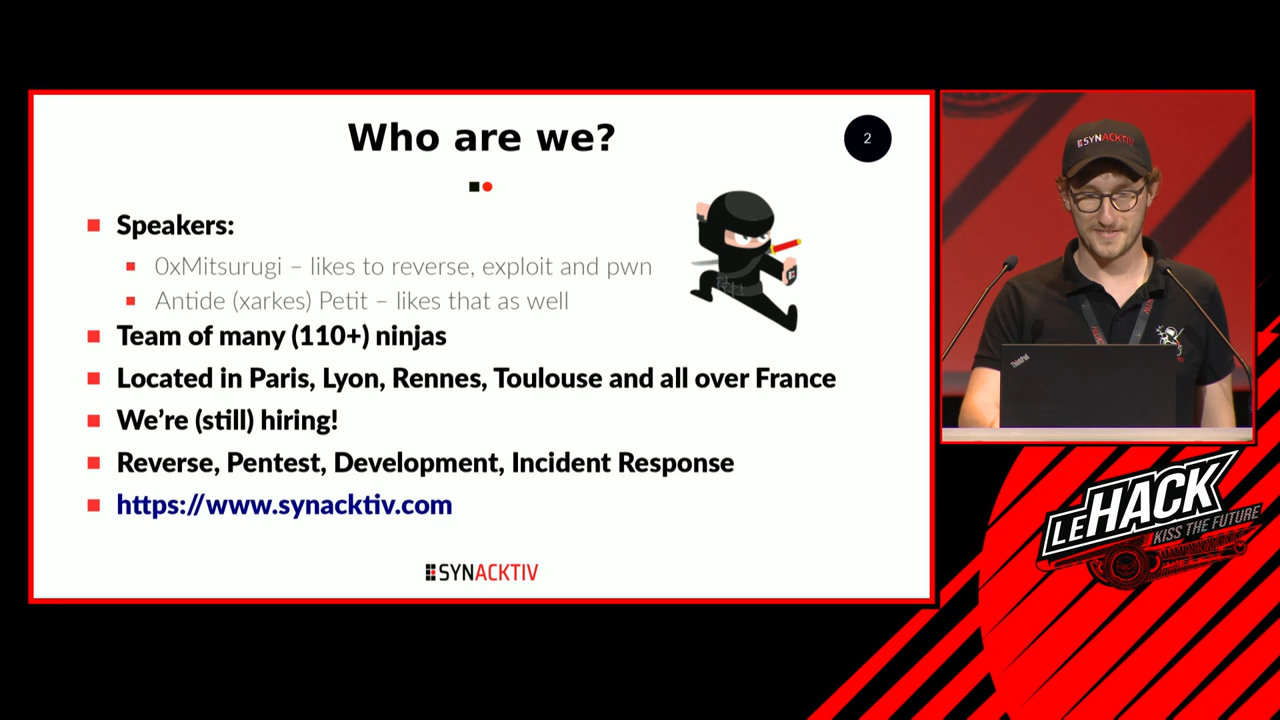 Who are we?
2
Speakers:
0xMitsurugi – likes to reverse, exploit and pwn
Antide (xarkes) Petit – likes that as well
Team of many (110+) ninjas
Located in Paris, Lyon, Rennes, Toulouse and all over France
We're (still) hiring!
Reverse, Pentest, Development, Incident Response
https://www.synacktiv.com
SYNACKTIV
SYNACKTIV
ThinkPad
LEHACK
KISS THE FUTURE